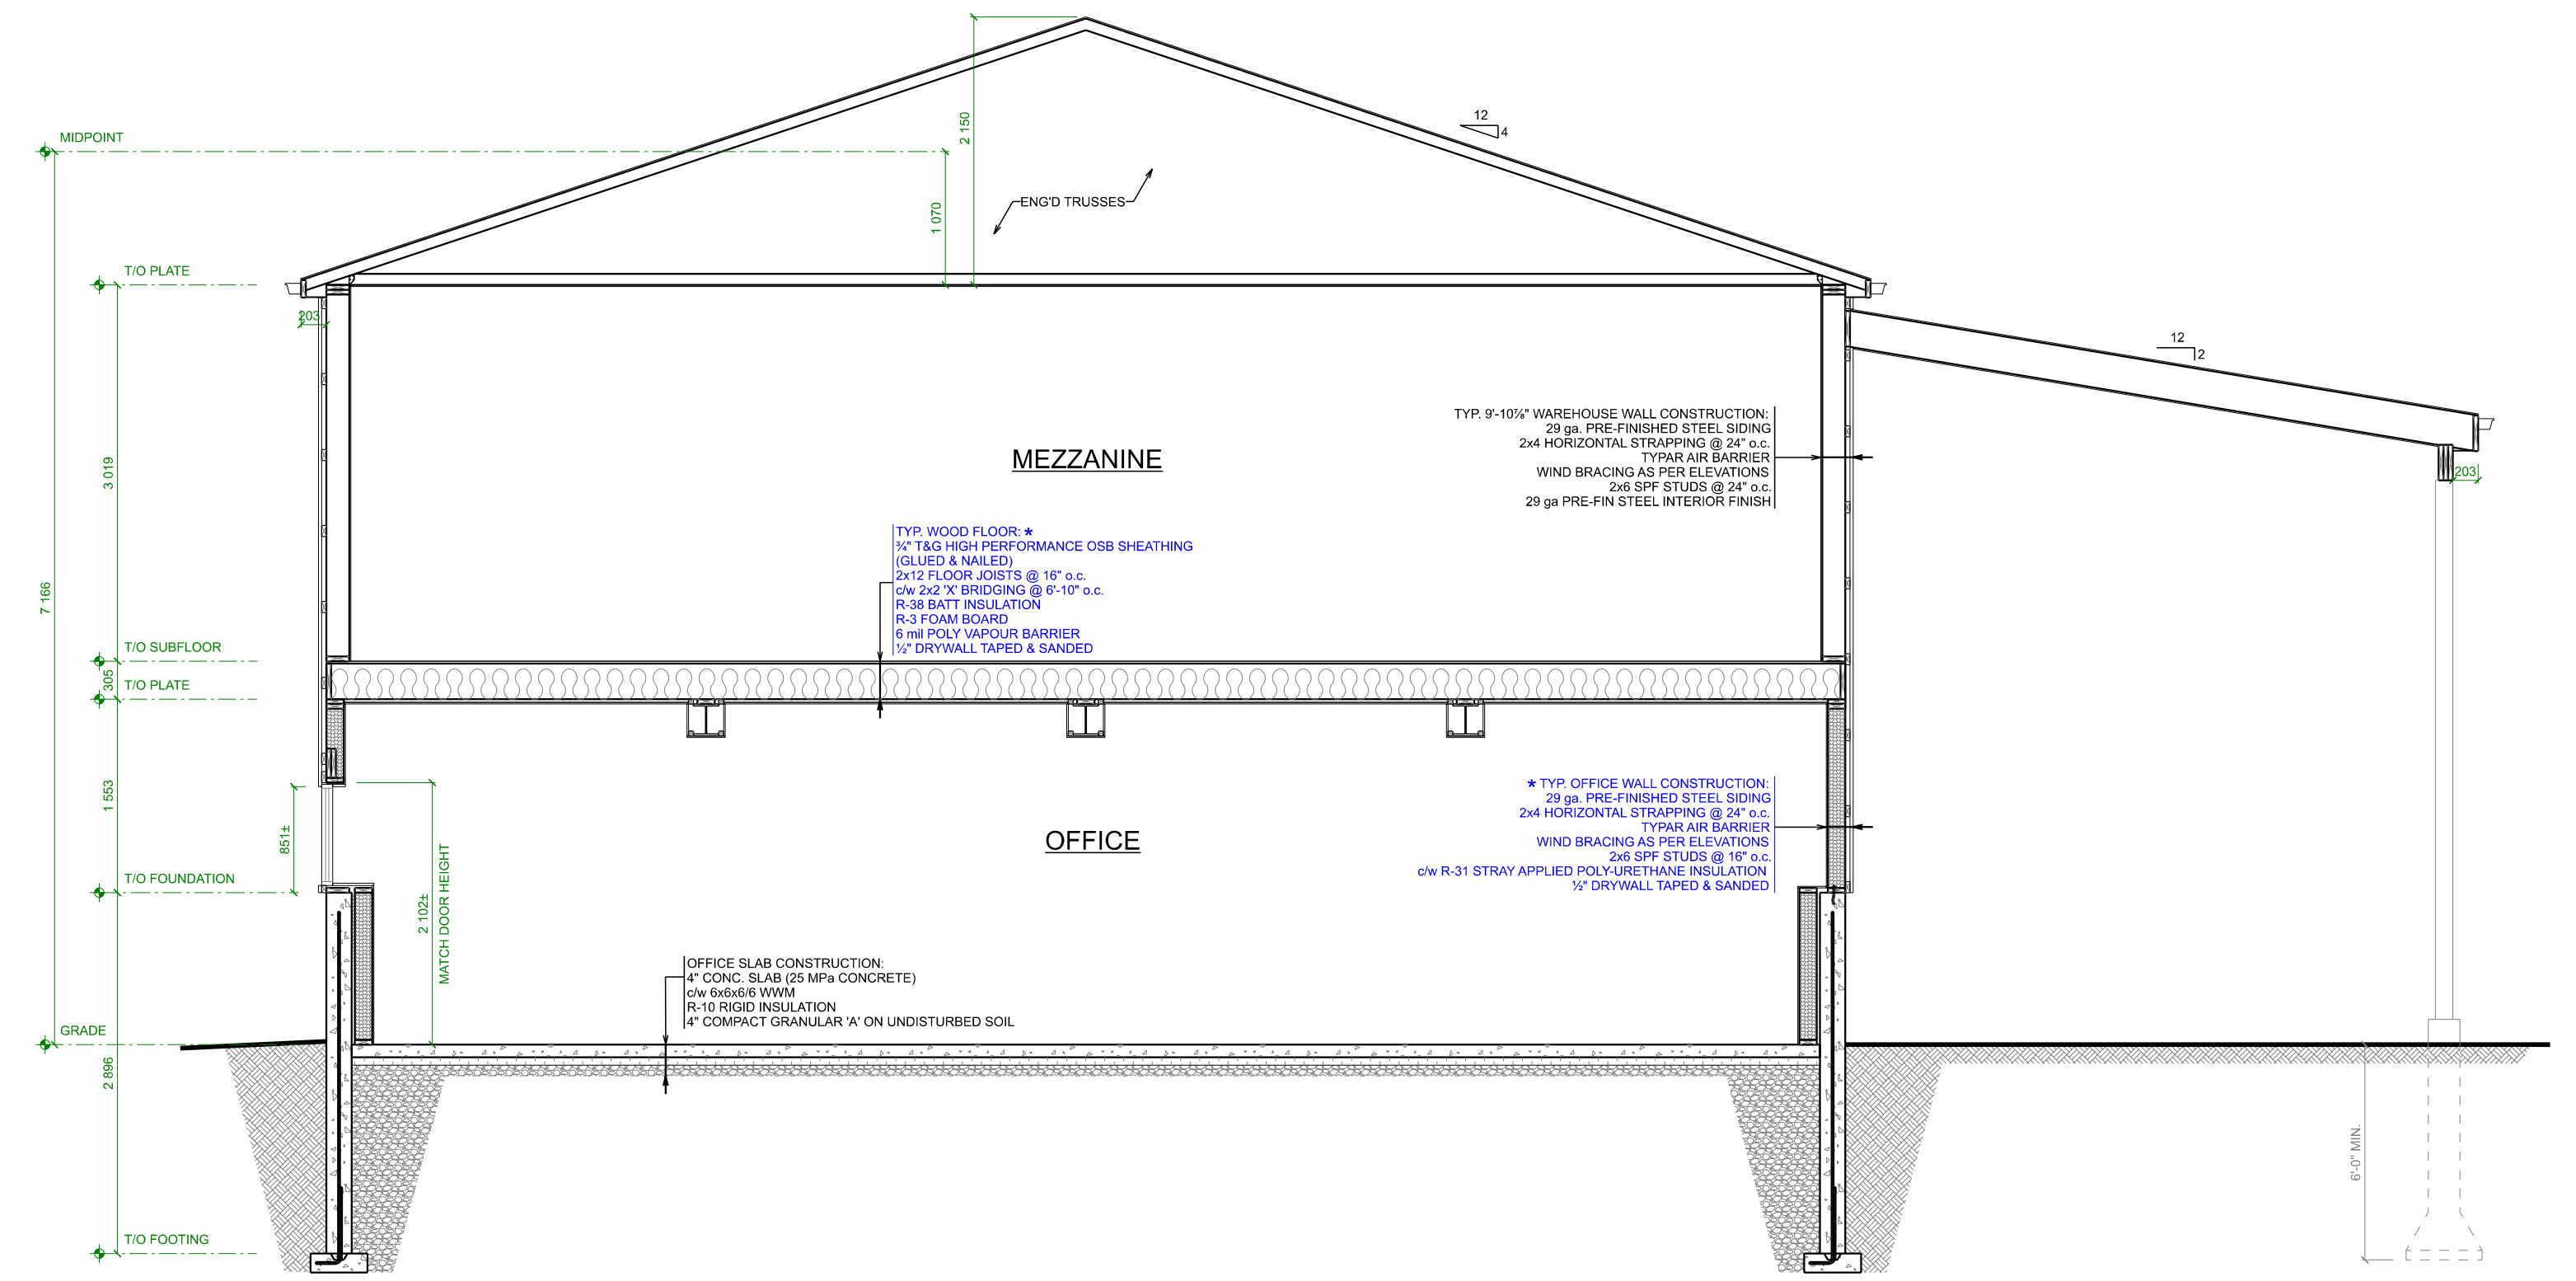 12
4
MIDPOINT
2 150
1 070
ENG'D TRUSSES
T/O PLATE
203
12
2
TYP. 9'-10⅞" WAREHOUSE WALL CONSTRUCTION:
29 ga. PRE-FINISHED STEEL SIDING
2x4 HORIZONTAL STRAPPING @ 24" o.c.
TYPAR AIR BARRIER
WIND BRACING AS PER ELEVATIONS
2x6 SPF STUDS @ 24" o.c.
29 ga PRE-FIN STEEL INTERIOR FINISH
203
3 019
MEZZANINE
TYP. WOOD FLOOR: *
¾" T&G HIGH PERFORMANCE OSB SHEATHING
(GLUED & NAILED)
2x12 FLOOR JOISTS @ 16" o.c.
c/w 2x2 'X' BRIDGING @ 6'-10" o.c.
R-38 BATT INSULATION
R-3 FOAM BOARD
6 mil POLY VAPOUR BARRIER
½" DRYWALL TAPED & SANDED
7 166
T/O SUBFLOOR
305
T/O PLATE
1 553
851±
2 102±
MATCH DOOR HEIGHT
OFFICE
* TYP. OFFICE WALL CONSTRUCTION:
29 ga. PRE-FINISHED STEEL SIDING
2x4 HORIZONTAL STRAPPING @ 24" o.c.
TYPAR AIR BARRIER
WIND BRACING AS PER ELEVATIONS
2x6 SPF STUDS @ 16" o.c.
c/w R-31 STRAY APPLIED POLY-URETHANE INSULATION
½" DRYWALL TAPED & SANDED
T/O FOUNDATION
OFFICE SLAB CONSTRUCTION:
4" CONC. SLAB (25 MPa CONCRETE)
c/w 6x6x6/6 WWM
R-10 RIGID INSULATION
4" COMPACT GRANULAR 'A' ON UNDISTURBED SOIL
GRADE
2 896
6'-0" MIN.
T/O FOOTING